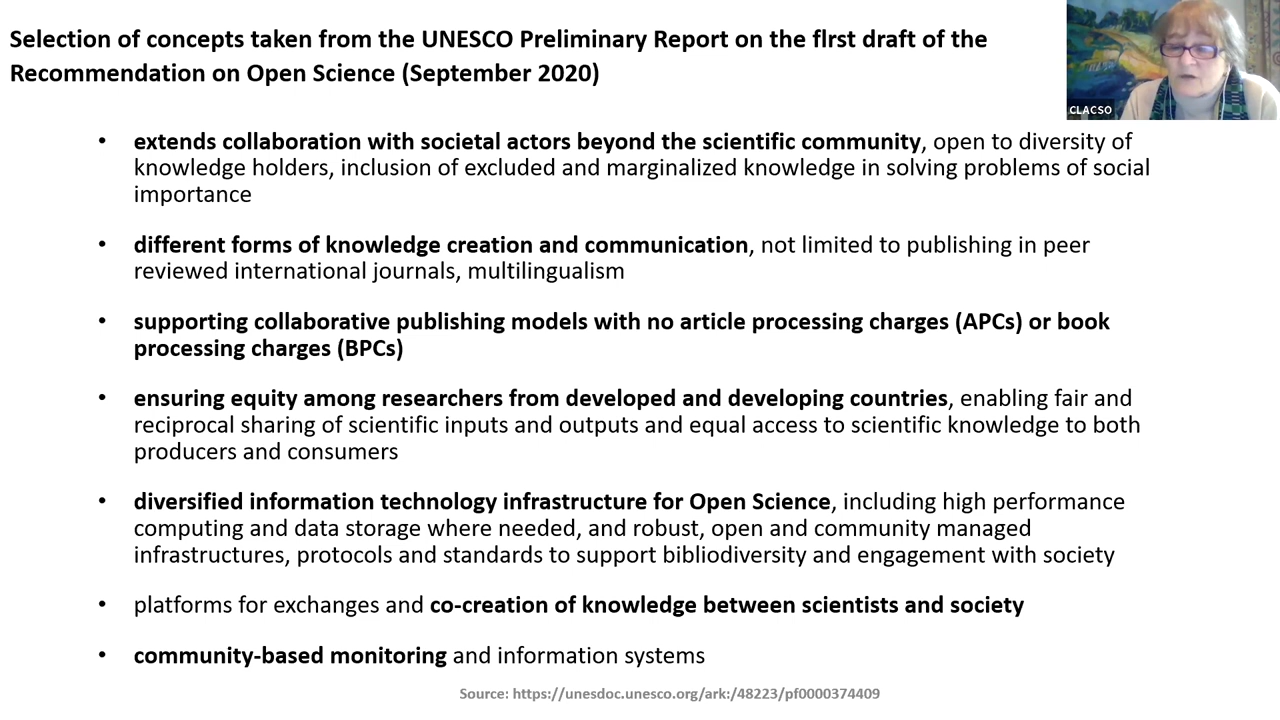 Selection of concepts taken from the UNESCO Preliminary Report on the fIrst draft of the
Recommendation on Open Science (September 2020)
CLACSO
• extends collaboration with societal actors beyond the scientific community, open to diversity of
knowledge holders, inclusion of excluded and marginalized knowledge in solving problems of social
importance
• different forms of knowledge creation and communication, not limited to publishing in peer
reviewed international journals, multilingualism
• supporting collaborative publishing models with no article processing charges (APCs) or book
processing charges (BPCs)
• ensuring equity among researchers from developed and developing countries, enabling fair and
reciprocal sharing of scientific inputs and outputs and equal access to scientific knowledge to both
producers and consumers
• diversified information technology infrastructure for Open Science, including high performance
computing and data storage where needed, and robust, open and community managed
infrastructures, protocols and standards to support bibliodiversity and engagement with society
• platforms for exchanges and co-creation of knowledge between scientists and society
• community-based monitoring and information systems
Source: https://unesdoc.unesco.org/ark:/48223/pf0000374409